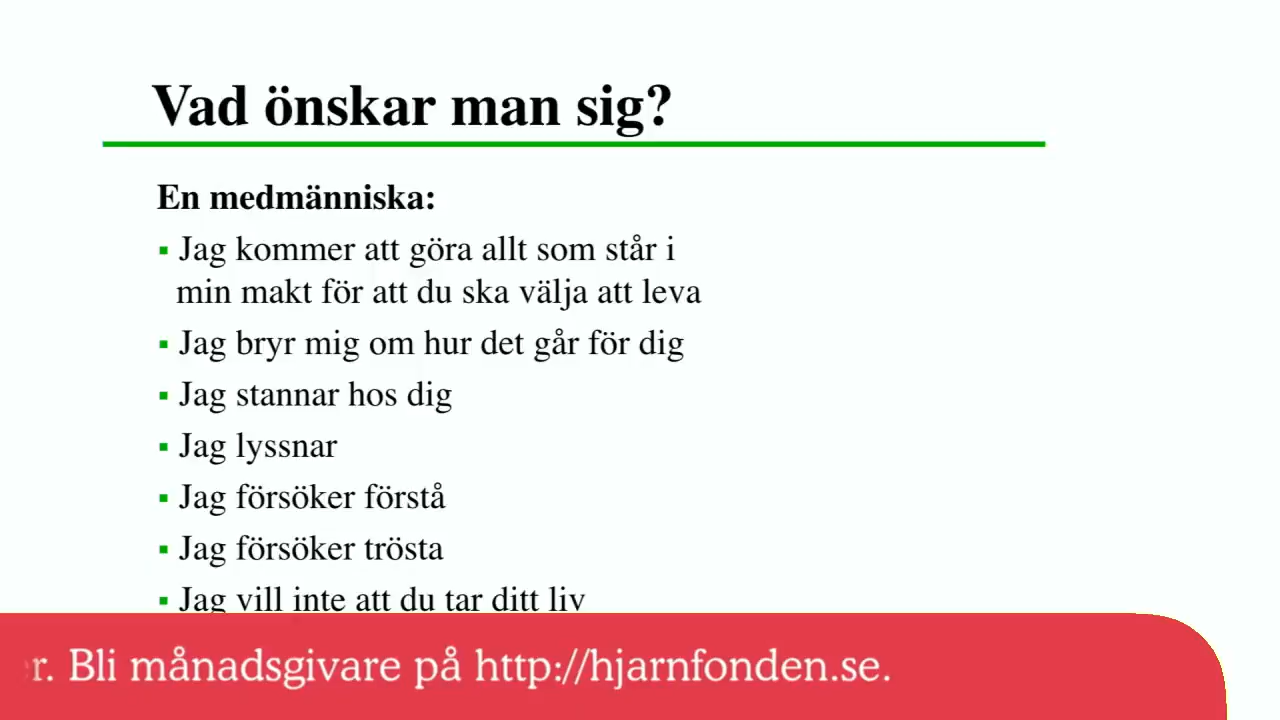 Vad önskar man sig?
En medmänniska:
▪ Jag kommer att göra allt som står i
min makt för att du ska välja att leva
▪ Jag bryr mig om hur det går för dig
▪ Jag stannar hos dig
▪ Jag lyssnar
▪ Jag försöker förstå
▪ Jag försöker trösta
▪ Jag vill inte att du tar ditt liv
r. Bli månadsgivare på http://hjarnfonden.se.